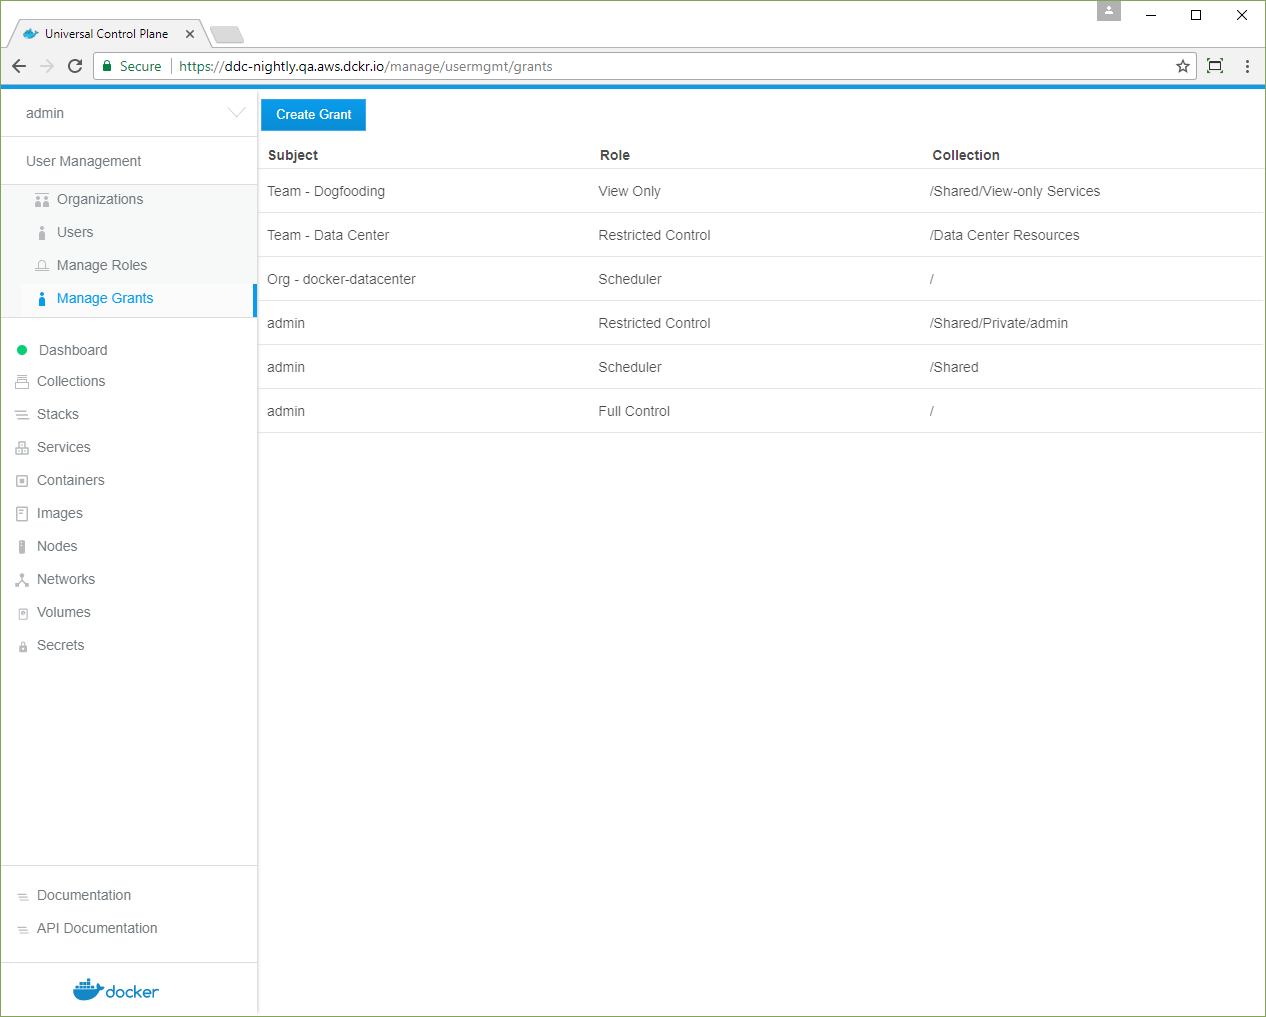 Universal Control Plane
Secure https://ddc-nightly.qa.aws.dckr.io/manage/usermgmt/grants
admin
User Management
Organizations
Users
Manage Roles
Manage Grants
Dashboard
Collections
Stacks
Services
Containers
Images
Nodes
Networks
Volumes
Secrets
Documentation
API Documentation
docker
Create Grant
Subject Role Collection
Team - Dogfooding View Only /Shared/View-only Services
Team - Data Center Restricted Control /Data Center Resources
Org - docker-datacenter Scheduler /
admin Restricted Control /Shared/Private/admin
admin Scheduler /Shared
admin Full Control /